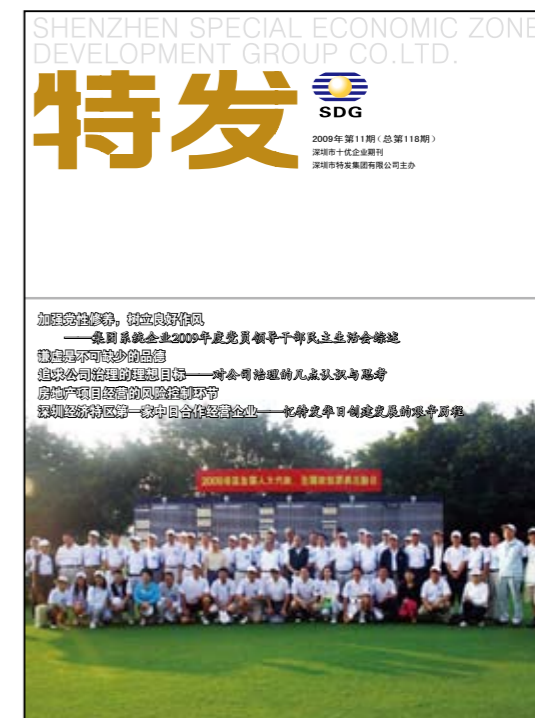 SHENZHEN SPECIAL ECONOMIC ZONE
DEVELOPMENT GROUP CO.LTD.
特发
SDG
2009年第11期（总第118期）
深圳市十优企业期刊
深圳市特发集团有限公司主办
加强党性修养，树立良好作风
——集团系统企业2009年度党员领导干部民主生活会综述
谦虚是不可缺少的品德
追求公司治理的理想目标——对公司治理的几点认识与思考
房地产项目经营的风险控制环节
深圳经济特区第一家中日合作经营企业——忆特发华日创建发展的艰辛历程